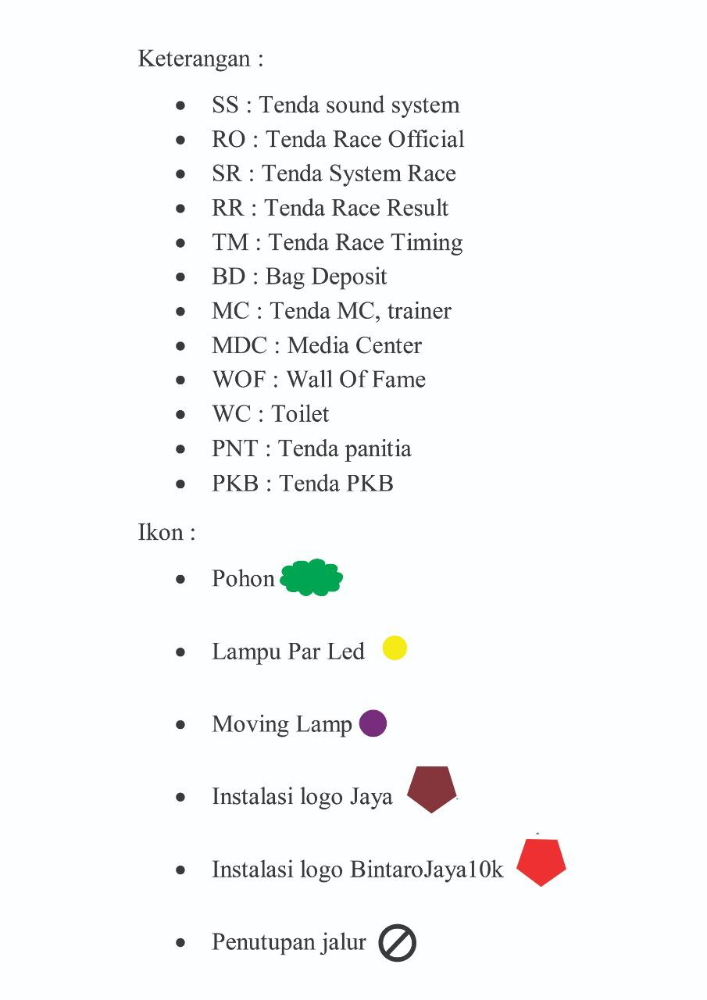 Keterangan :
• SS : Tenda sound system
• RO : Tenda Race Official
• SR : Tenda System Race
• RR : Tenda Race Result
• TM : Tenda Race Timing
• BD : Bag Deposit
• MC : Tenda MC, trainer
• MDC : Media Center
• WOF : Wall Of Fame
• WC : Toilet
• PNT : Tenda panitia
• PKB : Tenda PKB
Ikon :
• Pohon
• Lampu Par Led
• Moving Lamp
• Instalasi logo Jaya
• Instalasi logo BintaroJaya10k
• Penutupan jalur